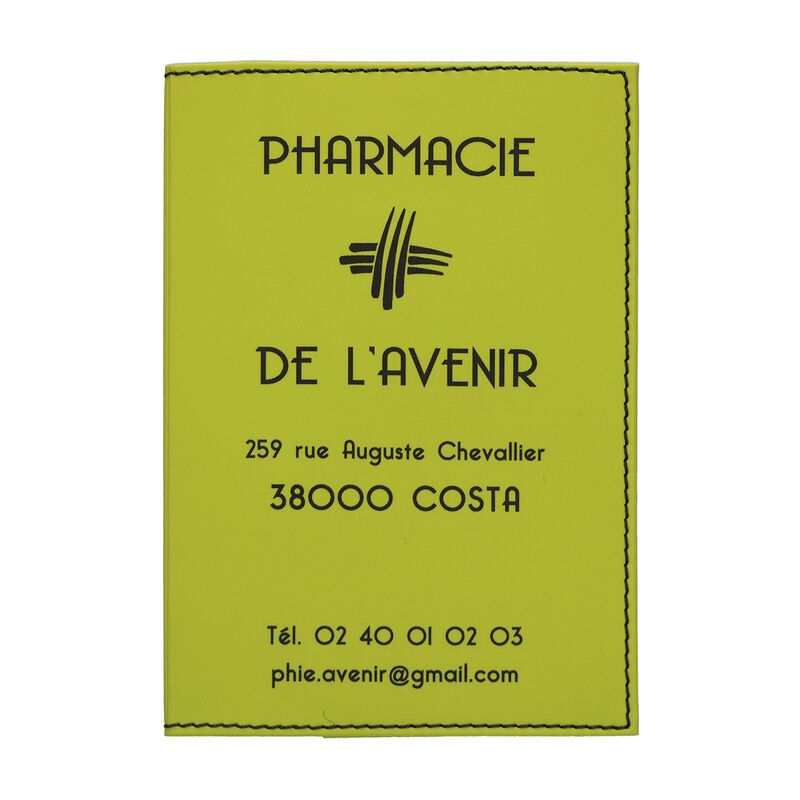 PHARMACIE
DE L'AVENIR
259 rue Auguste Chevallier
38000 COSTA
Tél. 02 40 01 02 03
phie.avenir@gmail.com